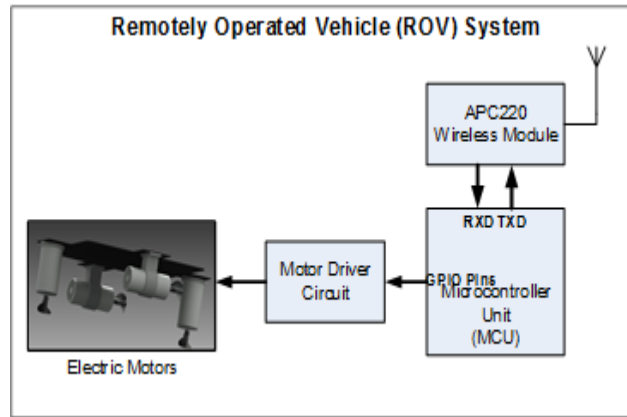 Remotely Operated Vehicle (ROV) System
APC220
Wireless Module
RXD TXD
GPIO Pins
Microcontroller
Unit
(MCU)
Motor Driver
Circuit
Electric Motors